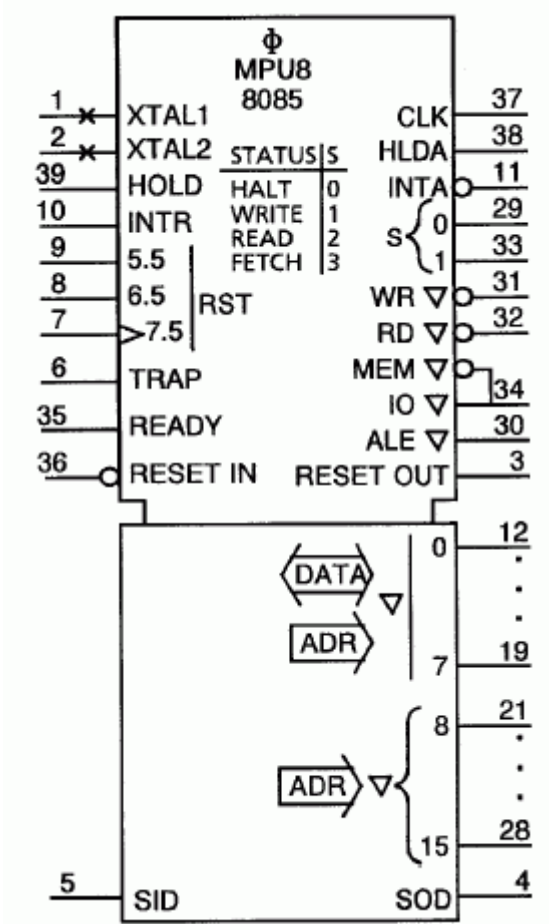 Φ
MPU8
8085
1 XTAL1 CLK 37
2 XTAL2 STATUS S HLDA 38
39 HOLD HALT 0 INTA 11
10 INTR WRITE 1 S 0 29
9 5.5 READ 2 1 33
8 6.5 RST FETCH 3 WR 31
7 7.5 RD 32
6 TRAP MEM
IO 34
35 READY ALE 30
36 RESET IN RESET OUT 3
0 12
DATA
ADR
7 19
8 21
ADR
15 28
5 SID SOD 4